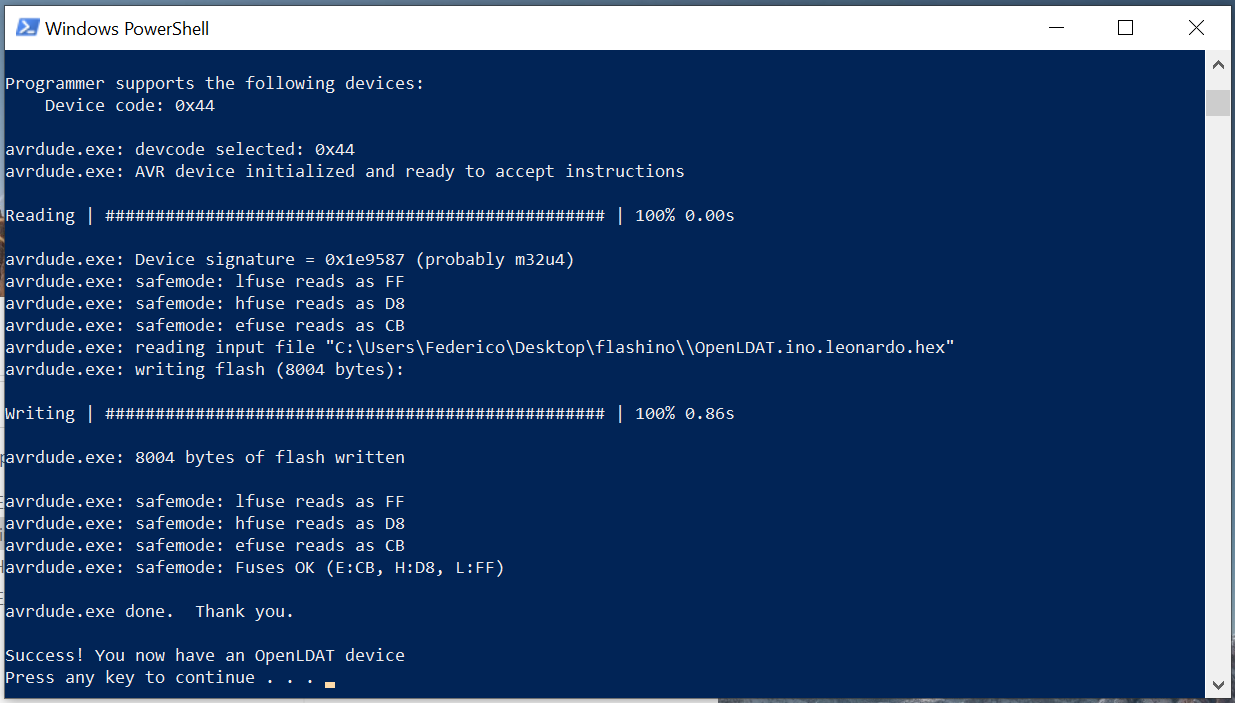 Windows PowerShell
Programmer supports the following devices:
    Device code: 0x44
avrdude.exe: devcode selected: 0x44
avrdude.exe: AVR device initialized and ready to accept instructions
Reading | ################################################## | 100% 0.00s
avrdude.exe: Device signature = 0x1e9587 (probably m32u4)
avrdude.exe: safemode: lfuse reads as FF
avrdude.exe: safemode: hfuse reads as D8
avrdude.exe: safemode: efuse reads as CB
avrdude.exe: reading input file "C:\Users\Federico\Desktop\flashino\\OpenLDAT.ino.leonardo.hex"
avrdude.exe: writing flash (8004 bytes):
Writing | ################################################## | 100% 0.86s
avrdude.exe: 8004 bytes of flash written
avrdude.exe: safemode: lfuse reads as FF
avrdude.exe: safemode: hfuse reads as D8
avrdude.exe: safemode: efuse reads as CB
avrdude.exe: safemode: Fuses OK (E:CB, H:D8, L:FF)
avrdude.exe done.  Thank you.
Success! You now have an OpenLDAT device
Press any key to continue . . .